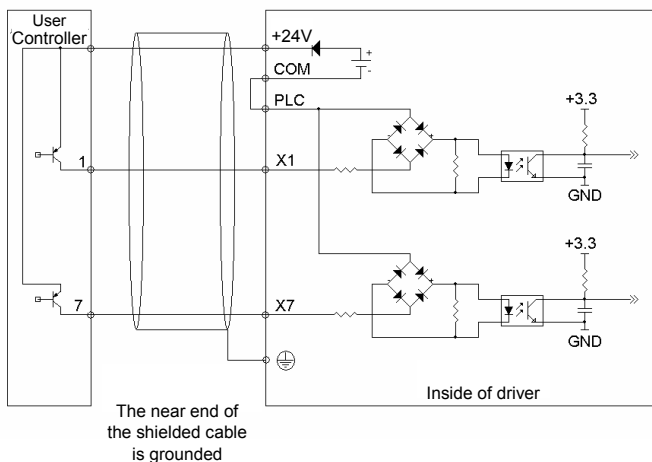 User
Controller
+24V
+
-
COM
PLC
+3.3
-
+
1
X1
GND
+3.3
-
+
7
X7
GND
Inside of driver
The near end of
the shielded cable
is grounded